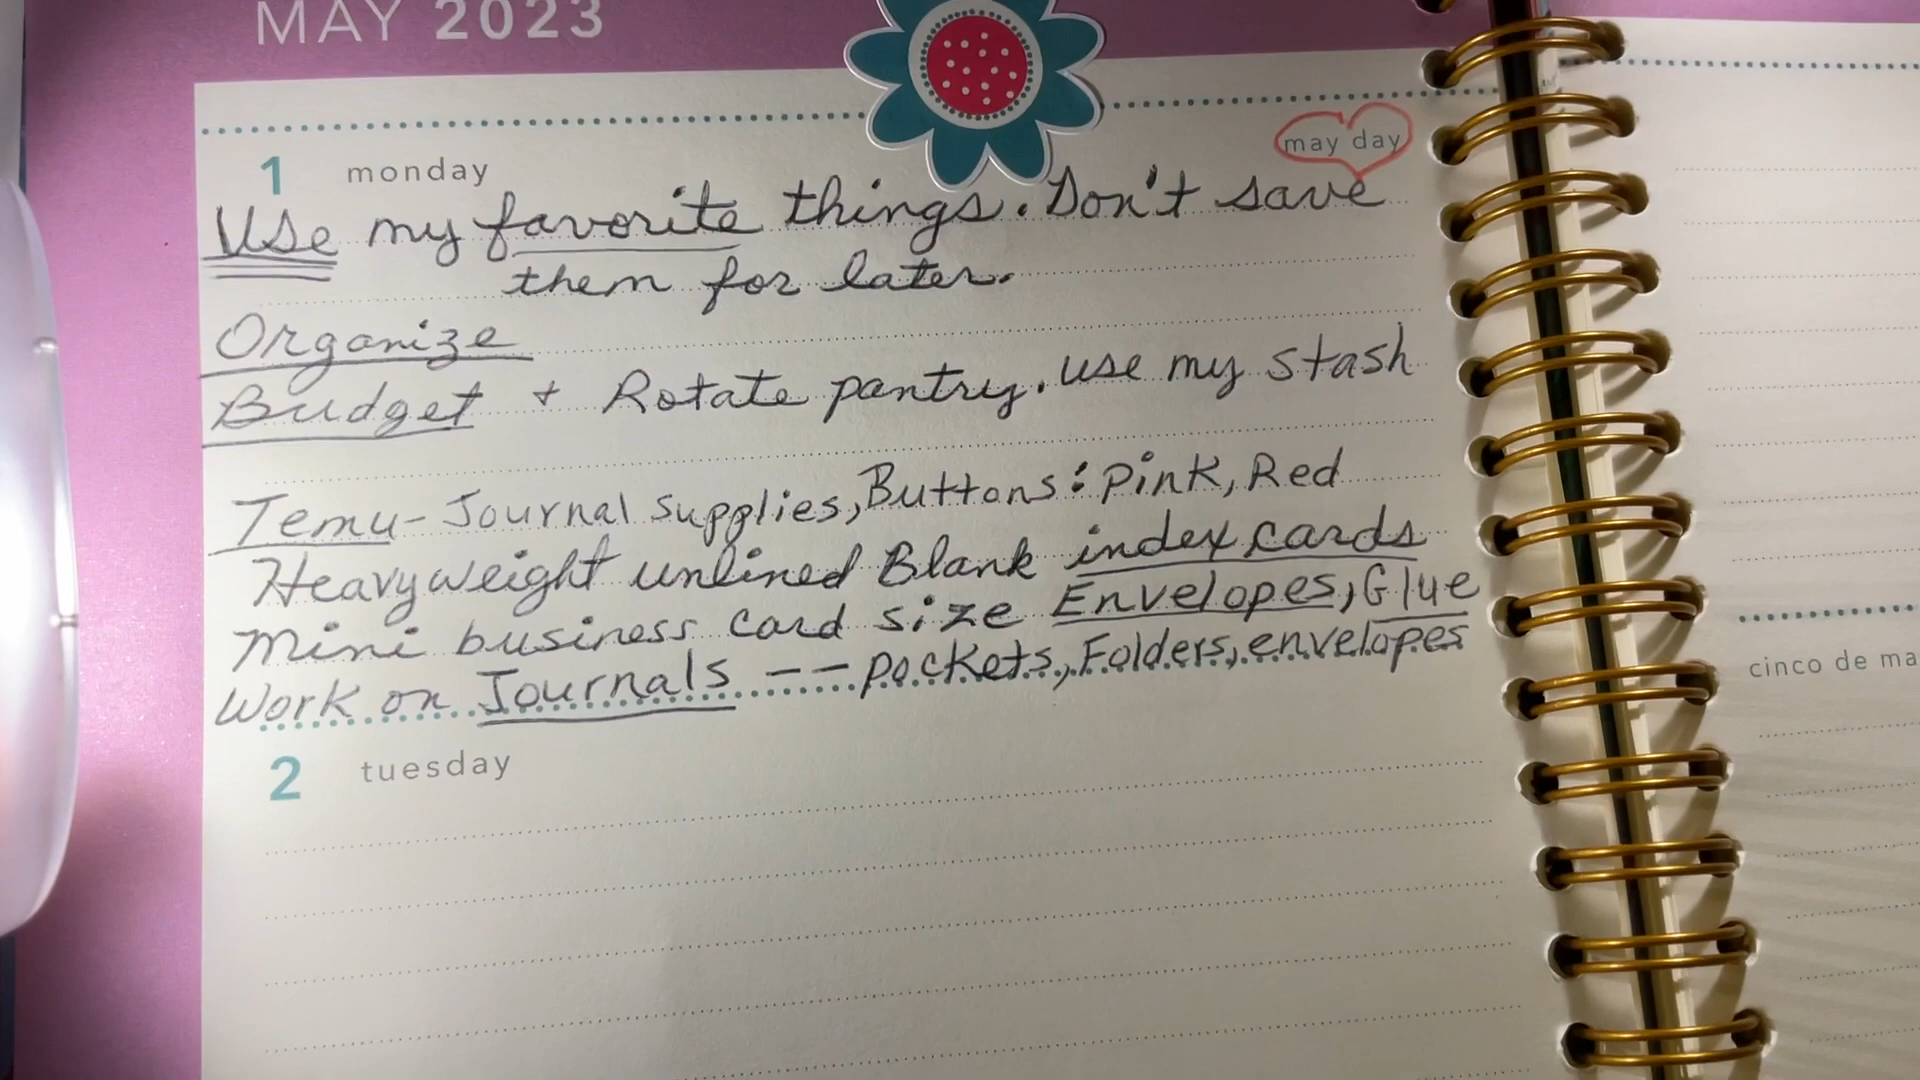 MAY 2023
may day
1 monday
Use my favorite things. Don't save
them for later.
Organize
Budget + Rotate pantry. use my stash
Temu- Journal supplies, Buttons: Pink, Red
Heavyweight unlined Blank index cards
Mini business card size Envelopes, Glue
Work on Journals -- pockets, Folders, envelopes
2 tuesday
cinco de ma